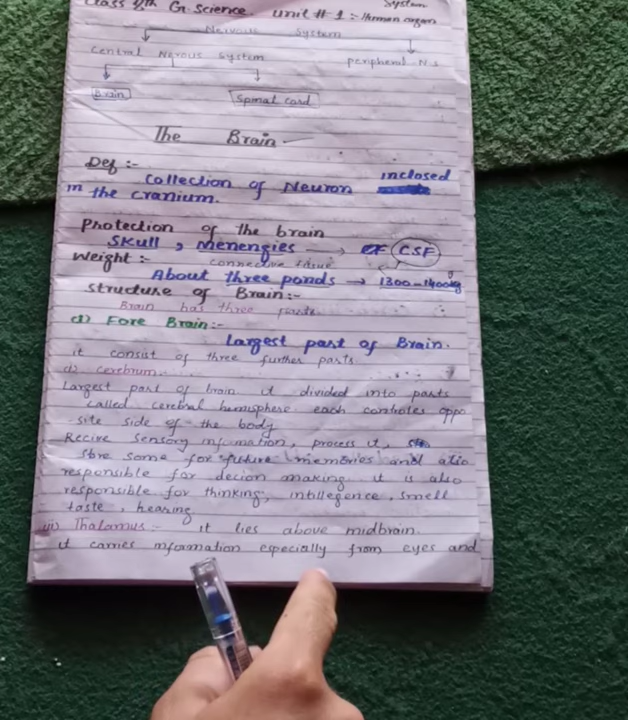 Class 8th G. Science Unit # 1 :- Human organ
System
Nervous System
Central Nervous System peripheral N.S
Brain Spinal cord
The Brain
Def :-
collection of Neuron inclosed
in the cranium.
Protection of the brain
Skull , menengies → CSF
connective tissue
Weight :-
About three ponds → 1300-1400kg
structure of Brain:-
Brain has three parts.
(1) Fore Brain:-
Largest part of Brain.
it consist of three further parts.
(i) cerebrum.
Largest part of brain it divided into parts
called cerebral hemisphere each controles oppo
site side of the body
Recive sensory information, process it,
store some for future (memories) and also
responsible for decion making. it is also
responsible for thinking, intillegence, smell
taste, hearing.
ii) Thalamus:- it lies above midbrain.
it carries information especially from eyes and